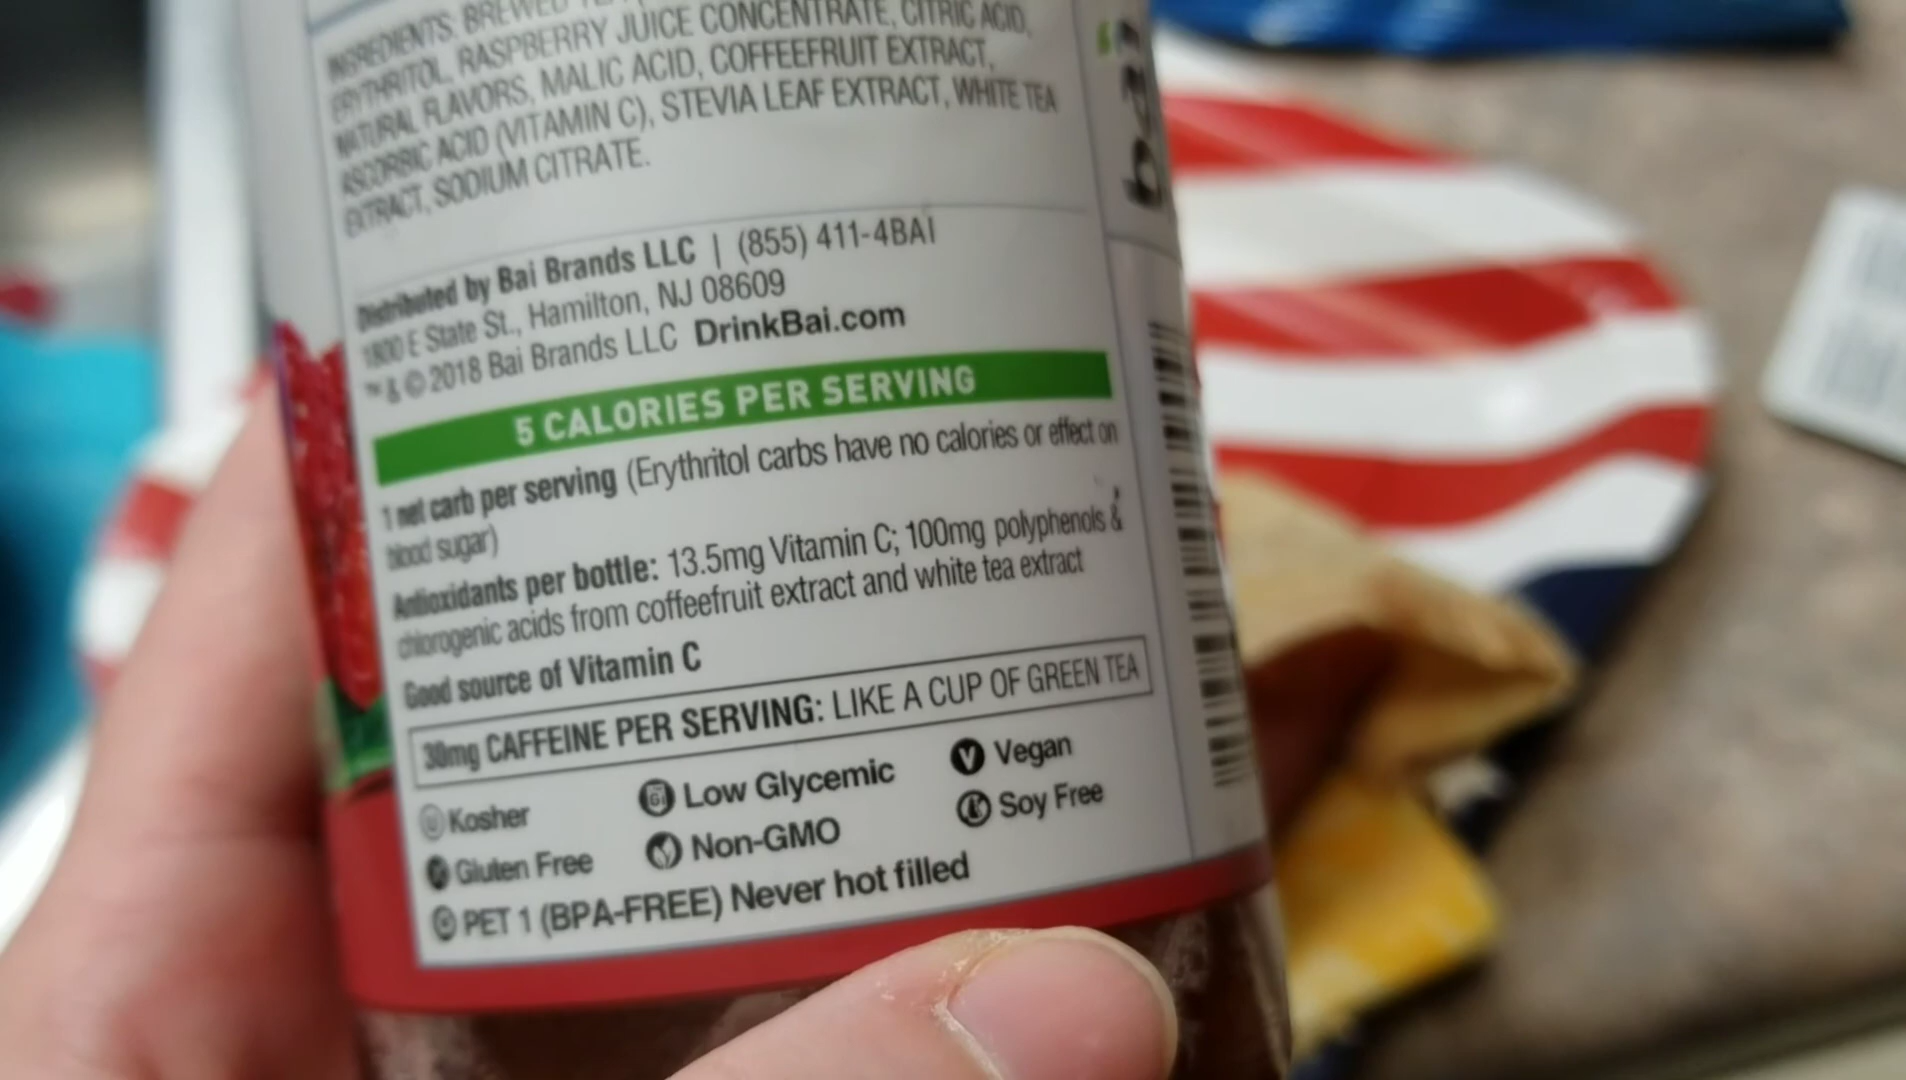 INGREDIENTS: BREWED
ERYTHRITOL, RASPBERRY JUICE CONCENTRATE, CITRIC ACID,
NATURAL FLAVORS, MALIC ACID, COFFEEFRUIT EXTRACT,
ASCORBIC ACID (VITAMIN C), STEVIA LEAF EXTRACT, WHITE TEA
EXTRACT, SODIUM CITRATE.
bai
Distributed by Bai Brands LLC | (855) 411-4BAI
1800 E State St., Hamilton, NJ 08609
™ & © 2018 Bai Brands LLC DrinkBai.com
5 CALORIES PER SERVING
1 net carb per serving (Erythritol carbs have no calories or effect on
blood sugar)
Antioxidants per bottle: 13.5mg Vitamin C; 100mg polyphenols &
chlorogenic acids from coffeefruit extract and white tea extract
Good source of Vitamin C
30mg CAFFEINE PER SERVING: LIKE A CUP OF GREEN TEA
Kosher Low Glycemic Vegan
Gluten Free Non-GMO Soy Free
PET 1 (BPA-FREE) Never hot filled